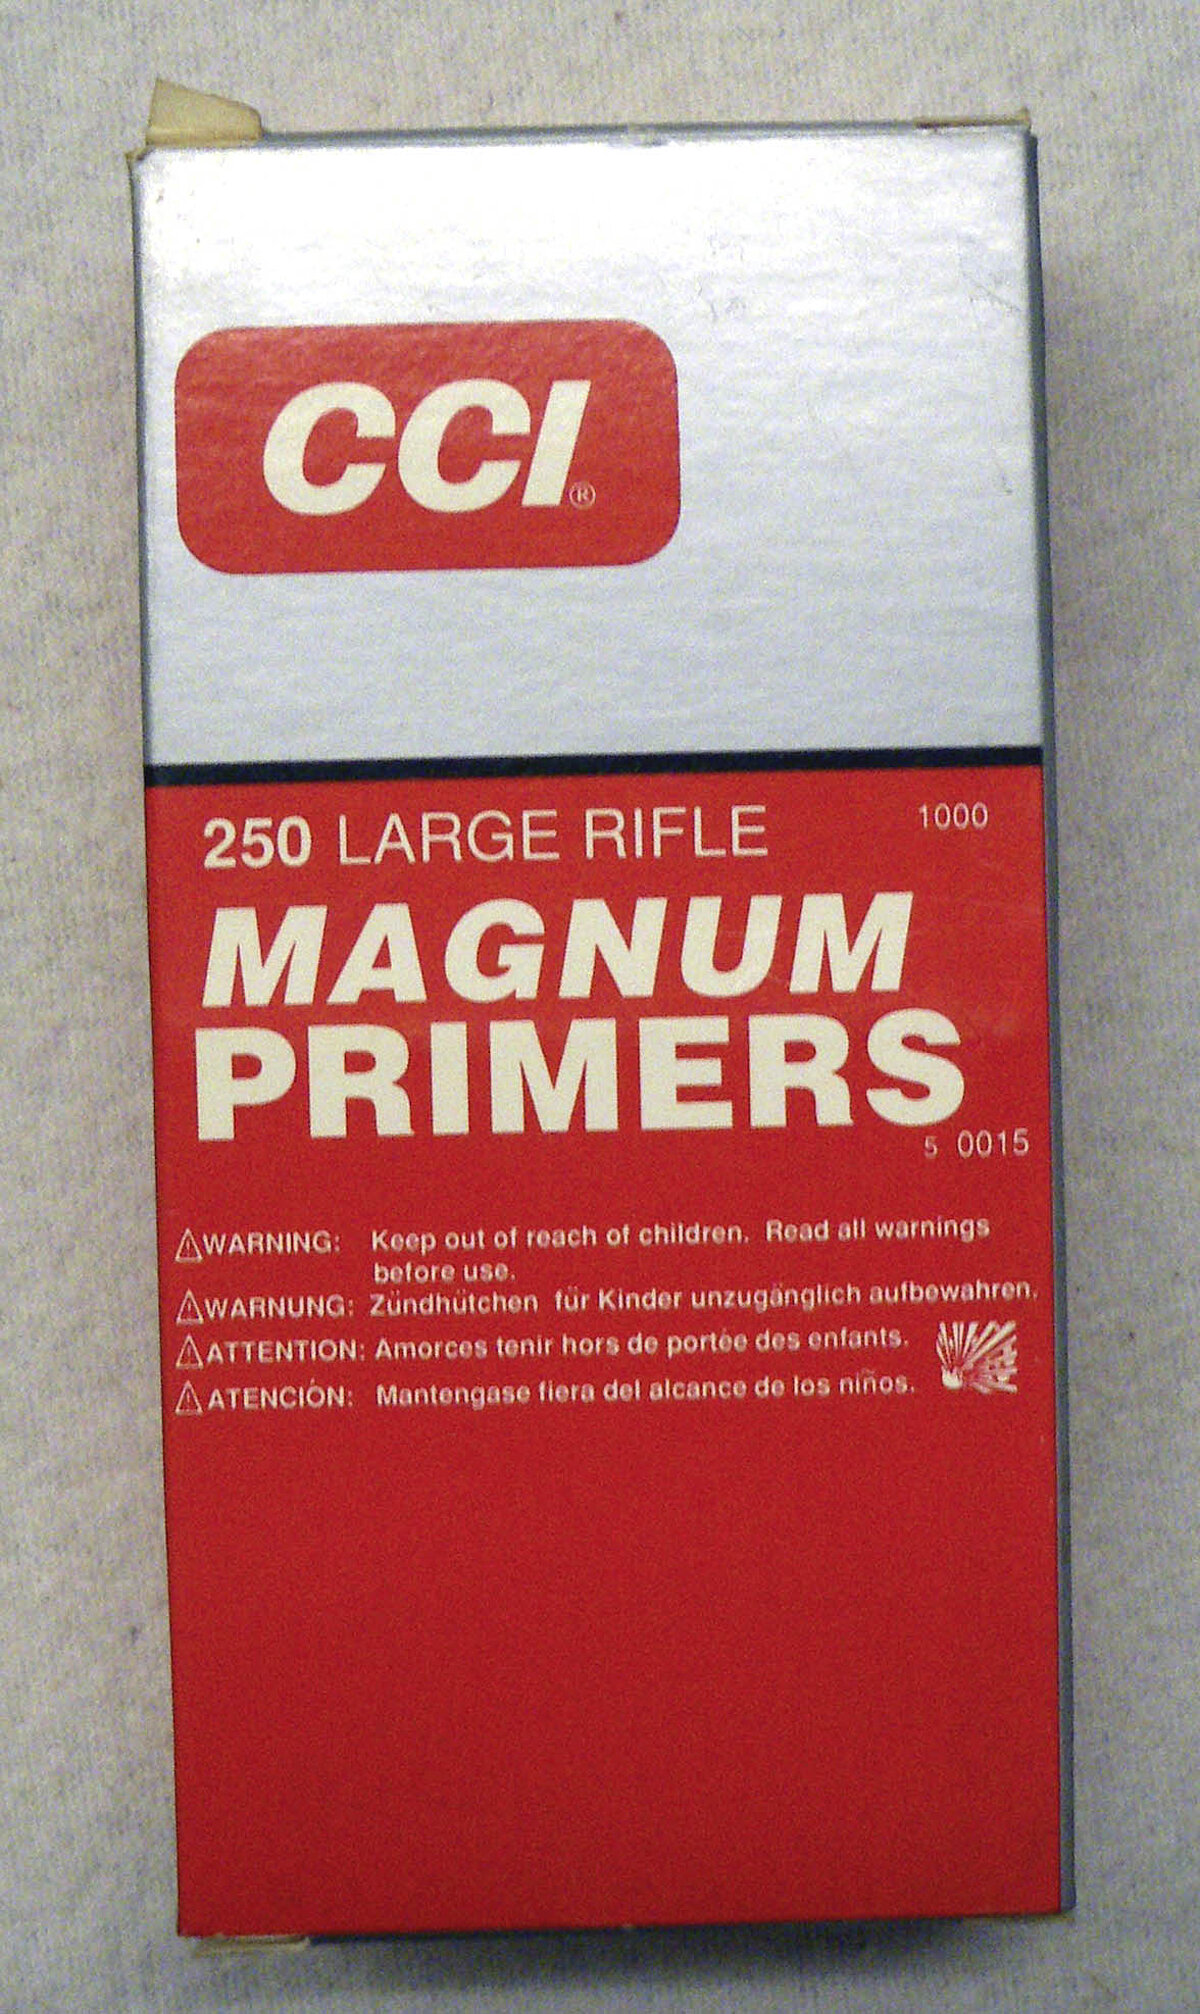 CCI®
250 LARGE RIFLE 1000
MAGNUM
PRIMERS
5 0015
WARNING: Keep out of reach of children. Read all warnings
before use.
WARNUNG: Zündhütchen für Kinder unzugänglich aufbewahren.
ATTENTION: Amorces tenir hors de portée des enfants.
ATENCIÓN: Mantengase fiera del alcance de los niños.